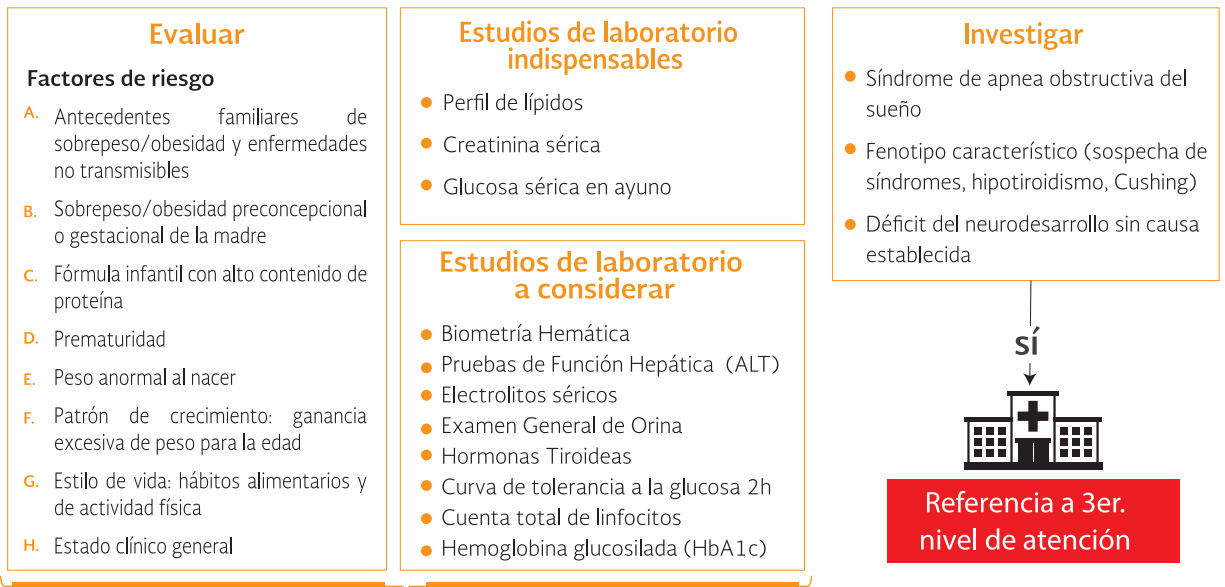 Evaluar
Factores de riesgo
A. Antecedentes familiares de
sobrepeso/obesidad y enfermedades
no transmisibles
B. Sobrepeso/obesidad preconcepcional
o gestacional de la madre
C. Fórmula infantil con alto contenido de
proteína
D. Prematuridad
E. Peso anormal al nacer
F. Patrón de crecimiento: ganancia
excesiva de peso para la edad
G. Estilo de vida: hábitos alimentarios y
de actividad física
H. Estado clínico general
Estudios de laboratorio
indispensables
• Perfil de lípidos
• Creatinina sérica
• Glucosa sérica en ayuno
Estudios de laboratorio
a considerar
• Biometría Hemática
• Pruebas de Función Hepática (ALT)
• Electrolitos séricos
• Examen General de Orina
• Hormonas Tiroideas
• Curva de tolerancia a la glucosa 2h
• Cuenta total de linfocitos
• Hemoglobina glucosilada (HbA1c)
Investigar
• Síndrome de apnea obstructiva del
sueño
• Fenotipo característico (sospecha de
síndromes, hipotiroidismo, Cushing)
• Déficit del neurodesarrollo sin causa
establecida
SÍ
Referencia a 3er.
nivel de atención